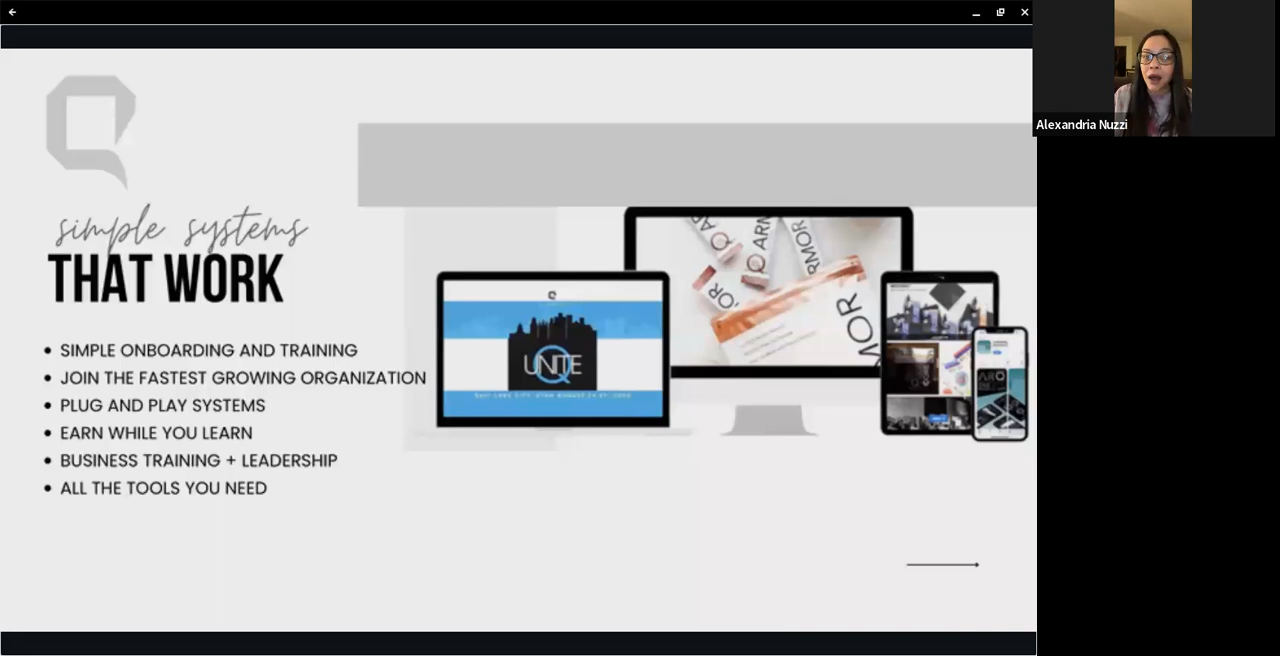 Alexandria Nuzzi
simple systems
THAT WORK
SIMPLE ONBOARDING AND TRAINING
JOIN THE FASTEST GROWING ORGANIZATION
PLUG AND PLAY SYSTEMS
EARN WHILE YOU LEARN
BUSINESS TRAINING + LEADERSHIP
ALL THE TOOLS YOU NEED
UNITE